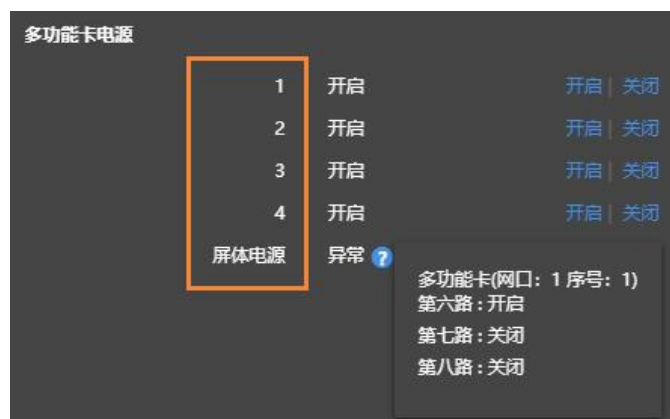 多功能卡电源
1 开启 开启 | 关闭
2 开启 开启 | 关闭
3 开启 开启 | 关闭
4 开启 开启 | 关闭
屏体电源 异常 ?
多功能卡(网口：1 序号：1)
第六路 : 开启
第七路 : 关闭
第八路 : 关闭